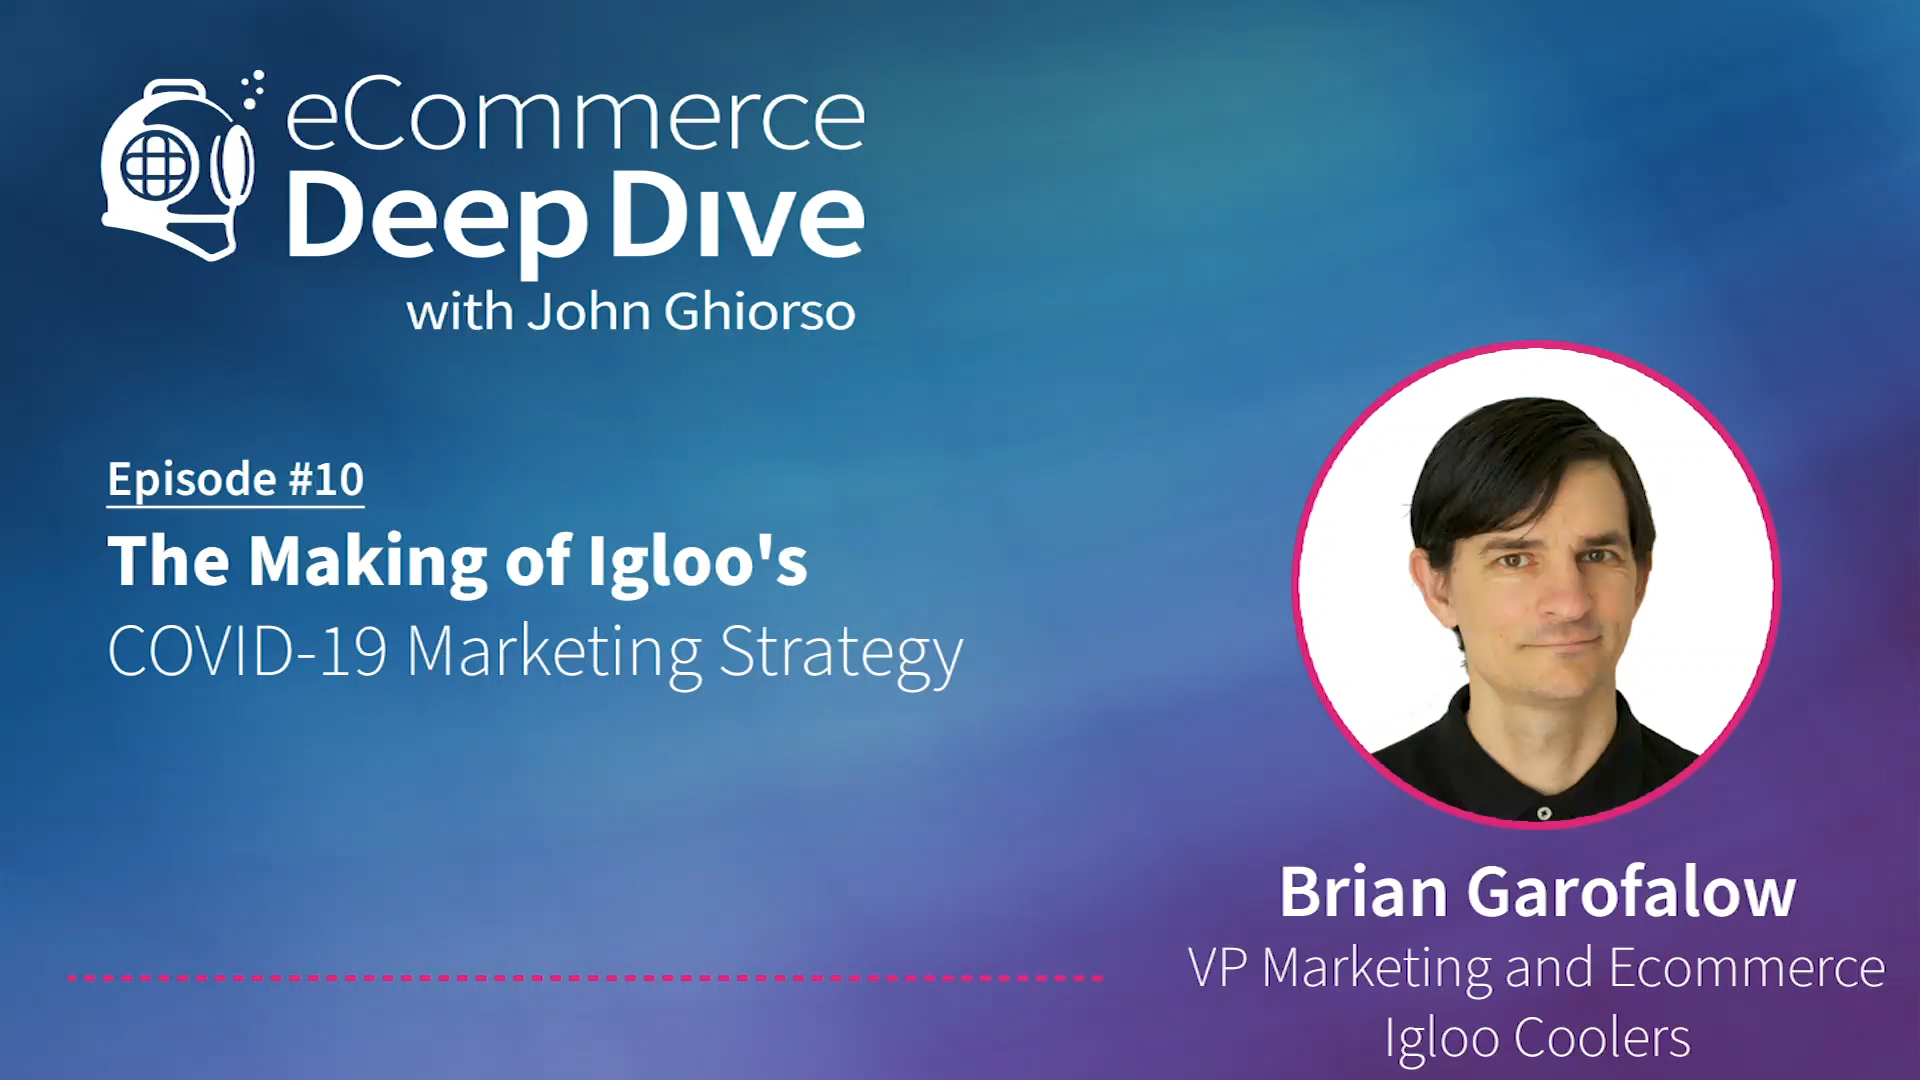 eCommerce
Deep Dive
with John Ghiorso
Episode #10
The Making of Igloo's
COVID-19 Marketing Strategy
Brian Garofalow
VP Marketing and Ecommerce
Igloo Coolers